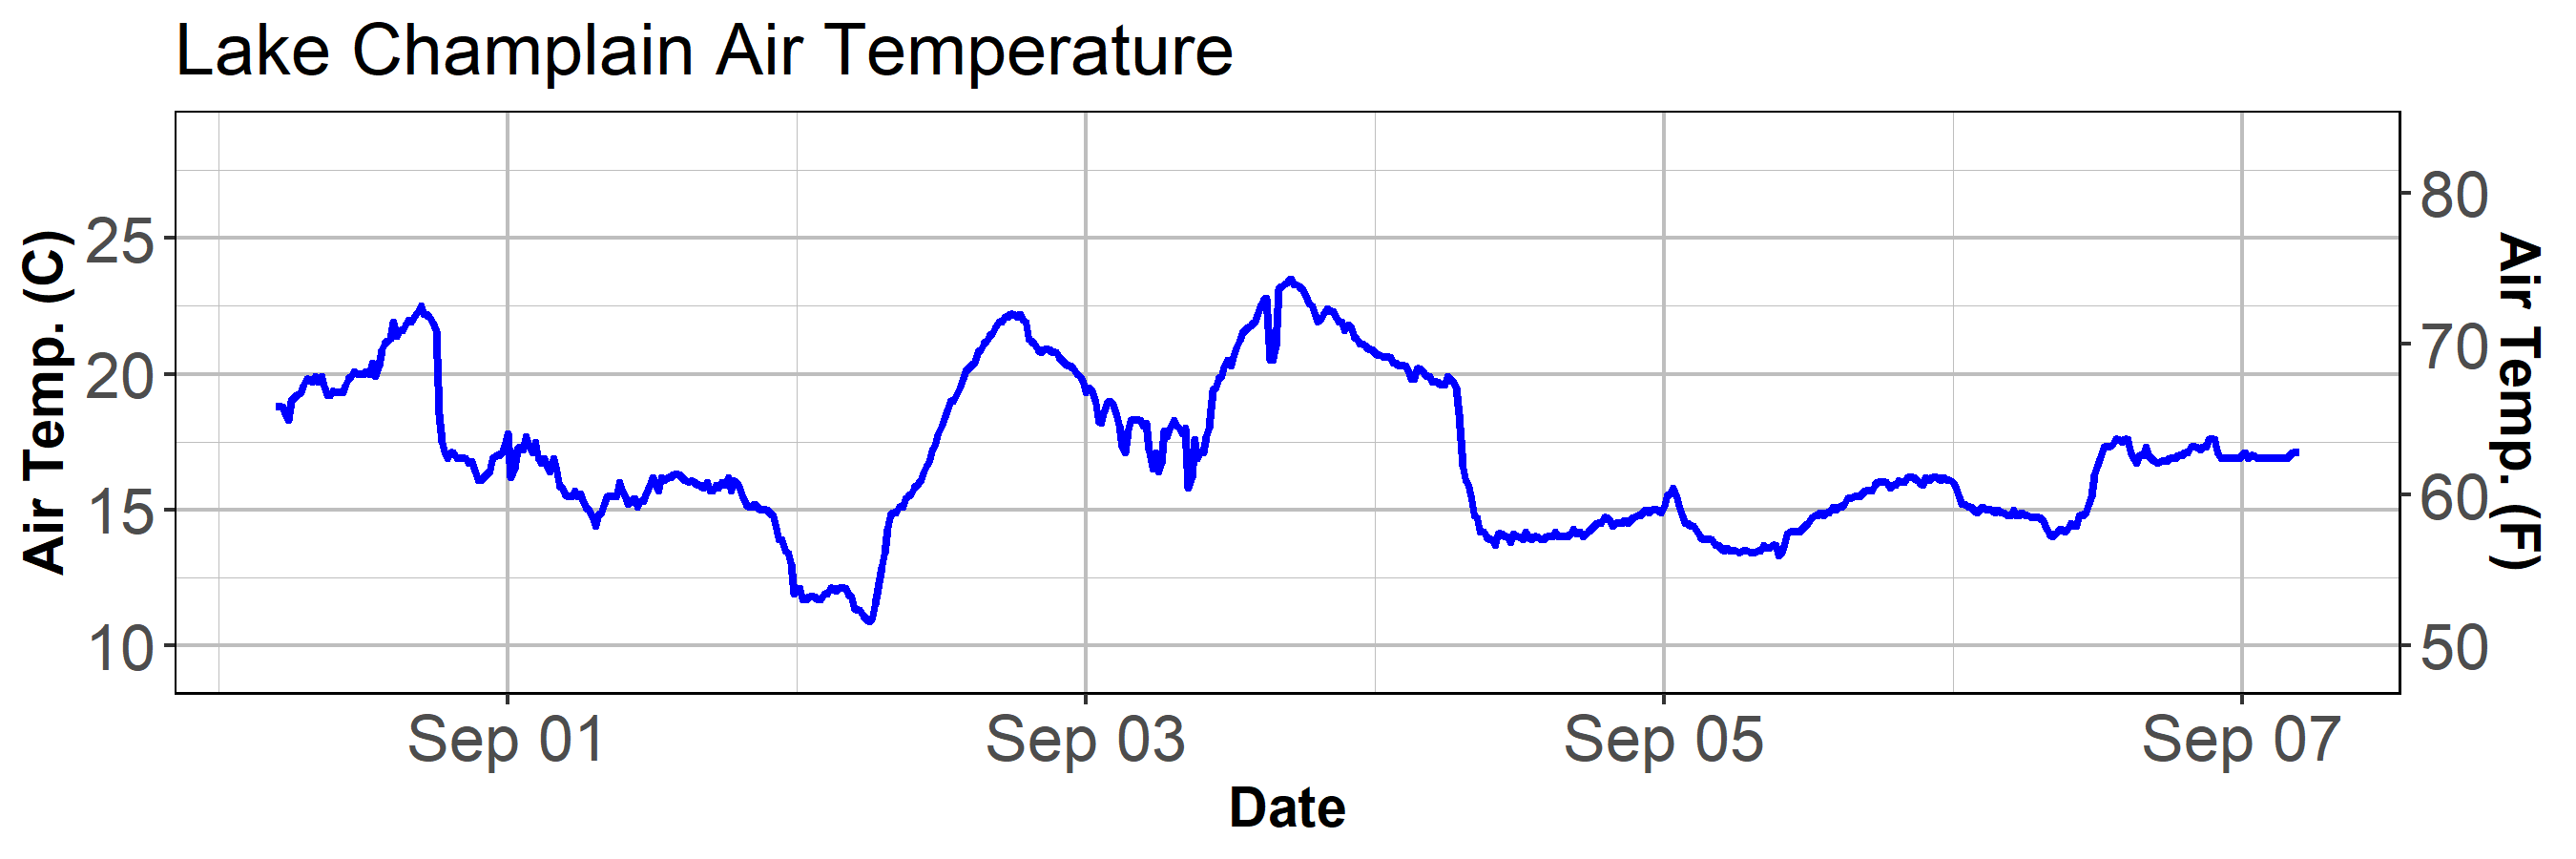 Lake Champlain Air Temperature
Air Temp. (C)
25
20
15
10
80
70
60
50
Air Temp. (F)
Sep 01
Sep 03
Sep 05
Sep 07
Date